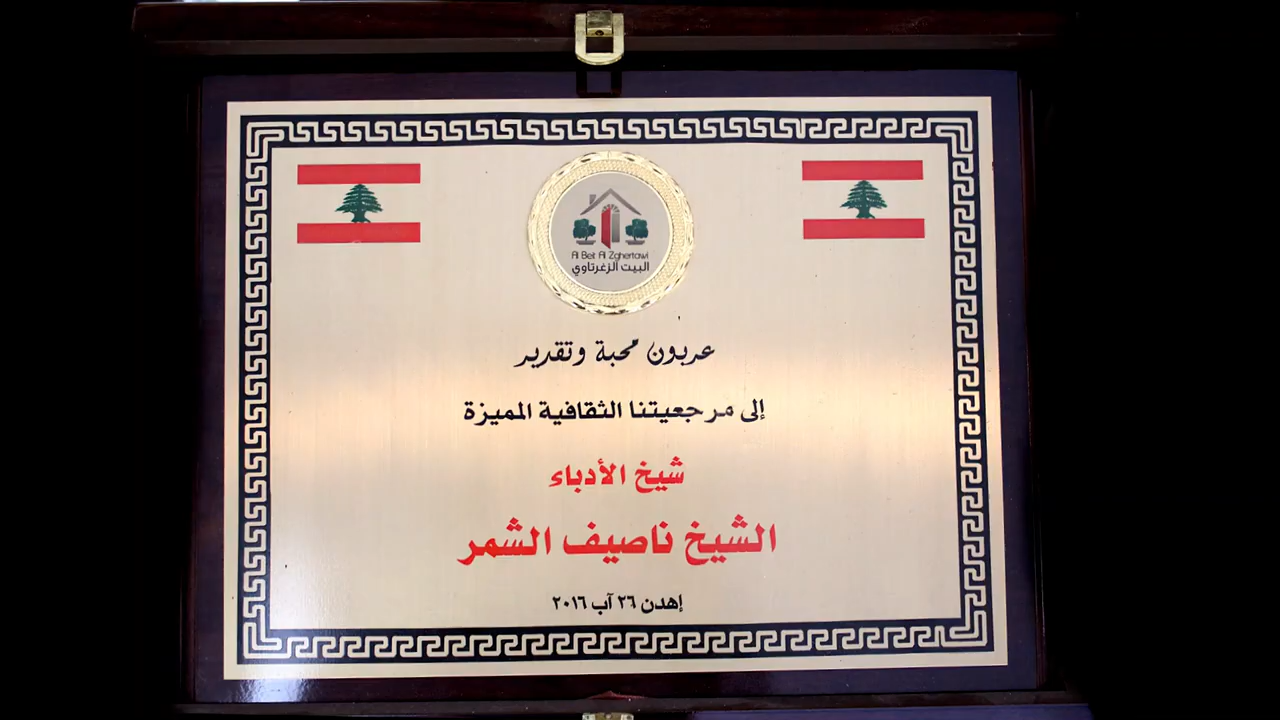 Al Beit Al Zghertawi
البيت الزغرتاوي
عربون محبة وتقدير
إلى مرجعيتنا الثقافية المميزة
شيخ الأدباء
الشيخ ناصيف الشمر
إهدن ٢٦ آب ٢٠١٦